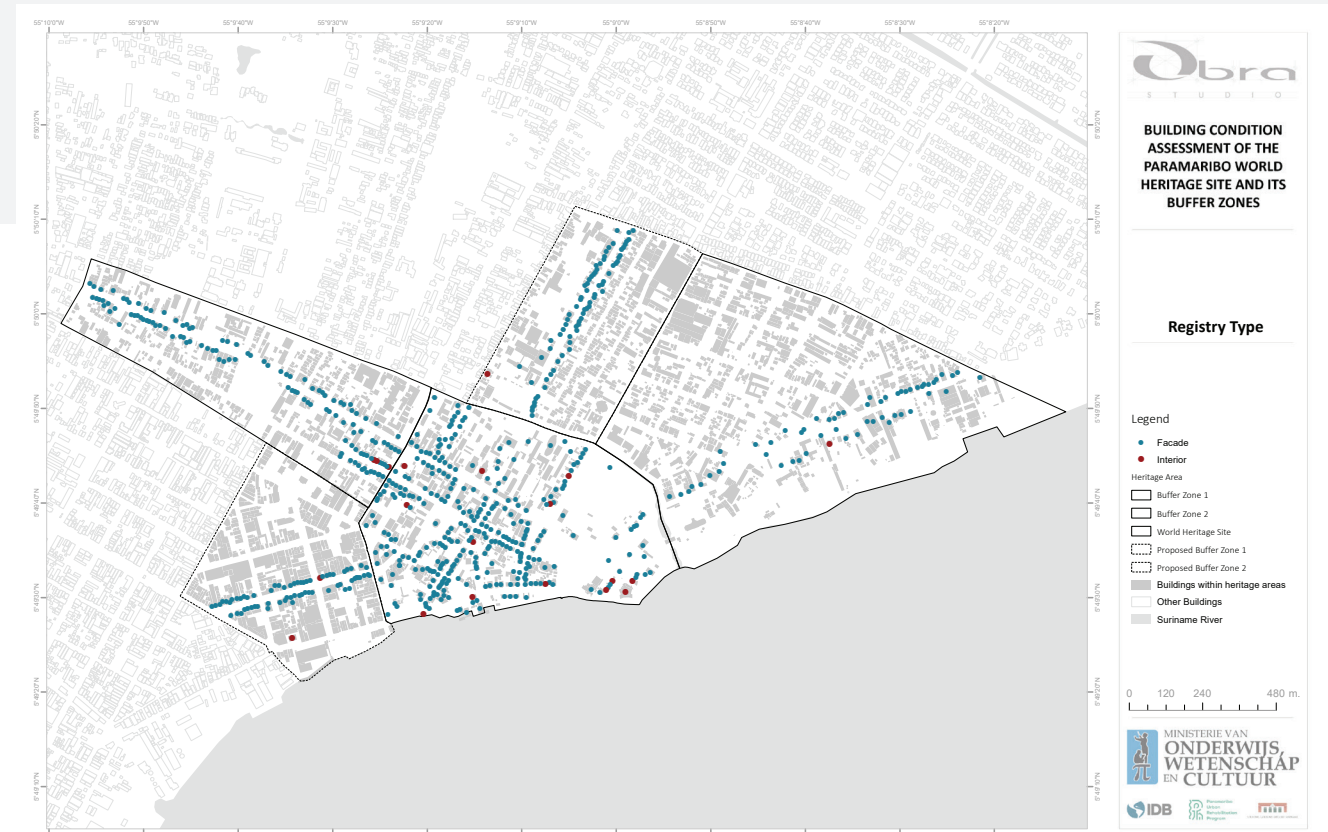 55°10'0"W
55°9'50"W
55°9'40"W
55°9'30"W
55°9'20"W
55°9'10"W
55°9'0"W
55°8'50"W
55°8'40"W
55°8'30"W
55°8'20"W
Obra
S T U D I O
BUILDING CONDITION
ASSESSMENT OF THE
PARAMARIBO WORLD
HERITAGE SITE AND ITS
BUFFER ZONES
Registry Type
Legend
Facade
Interior
Heritage Area
Buffer Zone 1
Buffer Zone 2
World Heritage Site
Proposed Buffer Zone 1
Proposed Buffer Zone 2
Buildings within heritage areas
Other Buildings
Suriname River
0 120 240 480 m.
MINISTERIE VAN
ONDERWIJS,
WETENSCHAP
EN CULTUUR
IDB
Paramaribo
Urban
Rehabilitation
Program